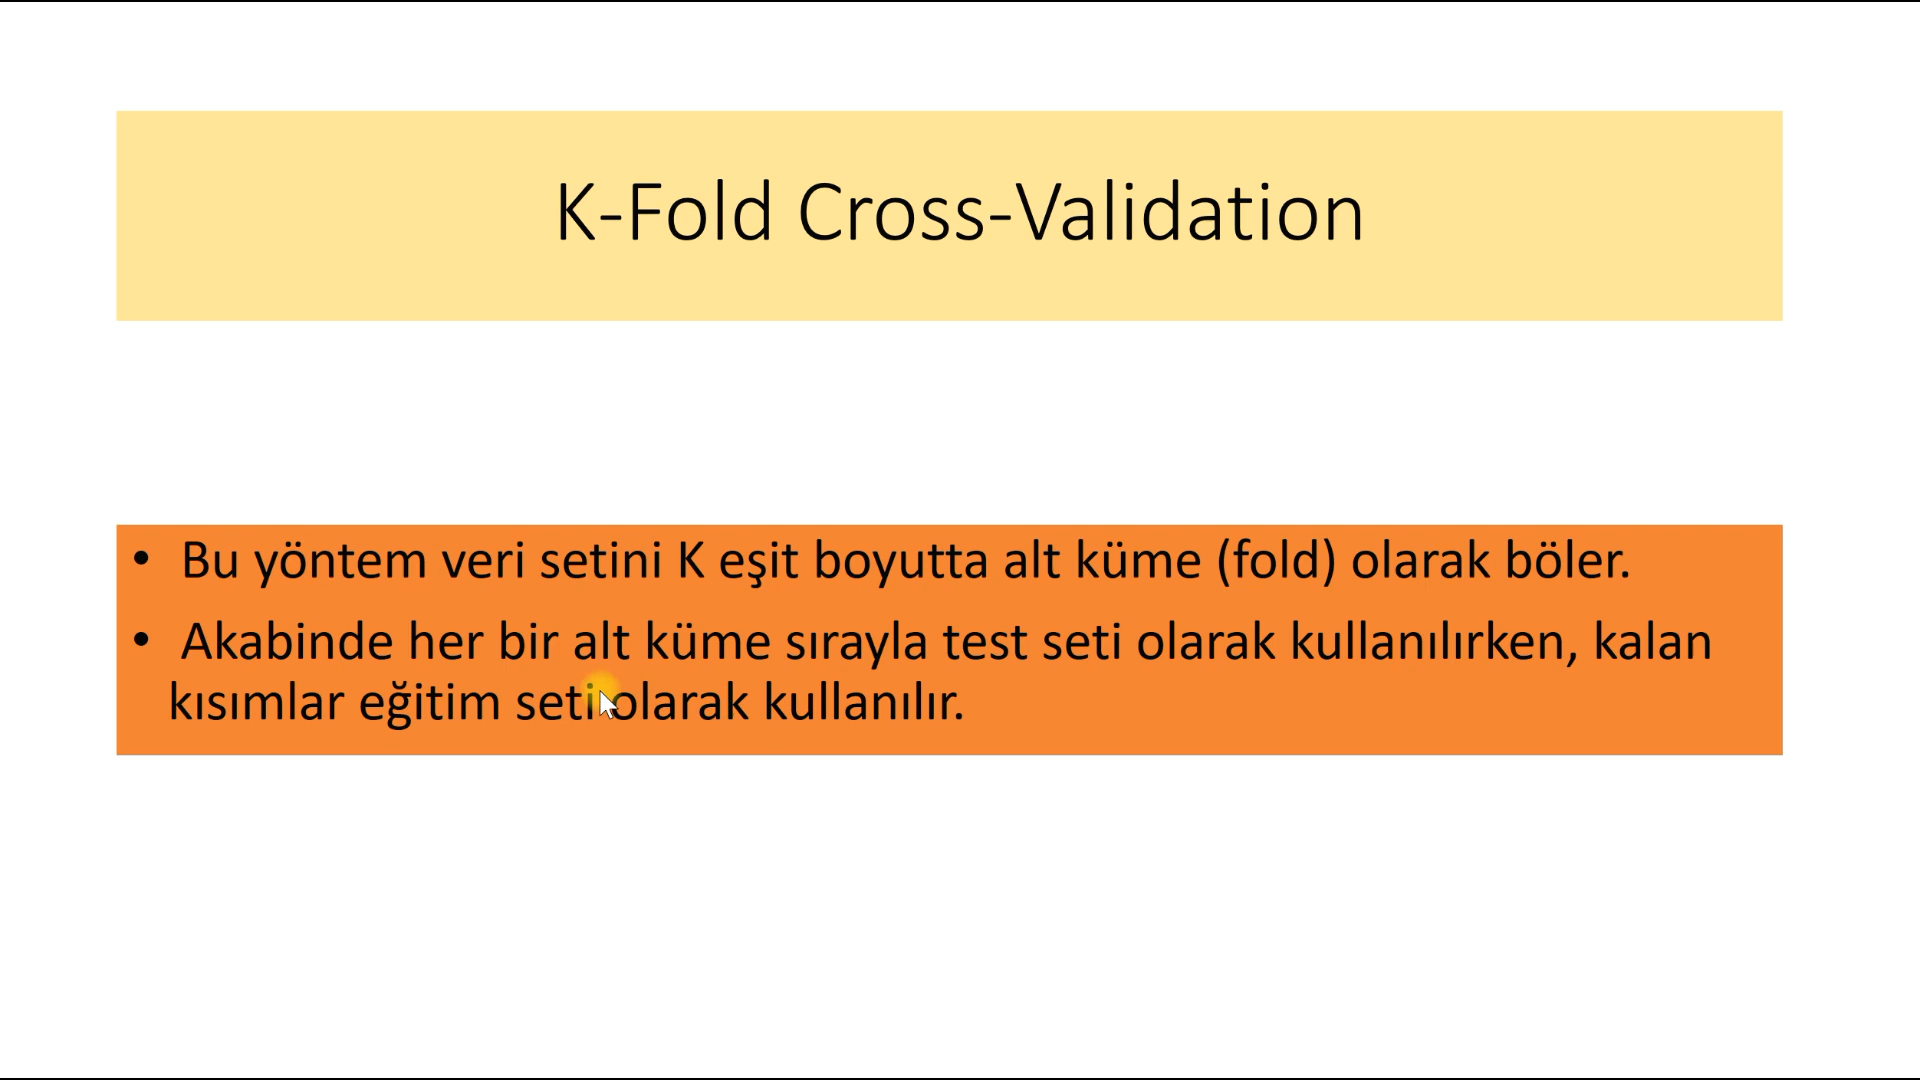 K-Fold Cross-Validation
• Bu yöntem veri setini K eşit boyutta alt küme (fold) olarak böler.
• Akabinde her bir alt küme sırayla test seti olarak kullanılırken, kalan
kısımlar eğitim seti olarak kullanılır.